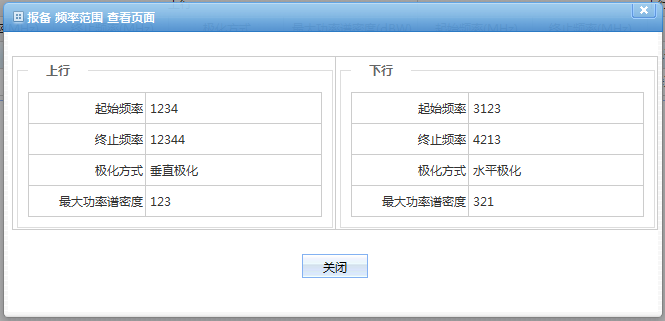 报备 频率范围 查看页面
上行
起始频率 1234
终止频率 12344
极化方式 垂直极化
最大功率谱密度 123
下行
起始频率 3123
终止频率 4213
极化方式 水平极化
最大功率谱密度 321
关闭